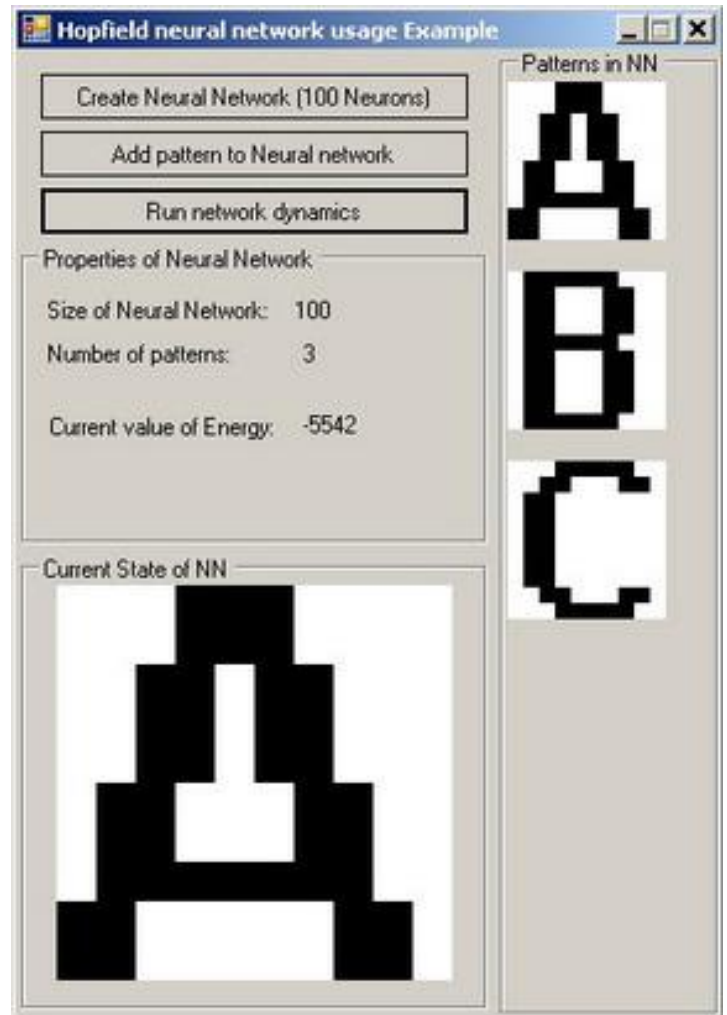 Hopfield neural network usage Example
Create Neural Network (100 Neurons)
Add pattern to Neural network
Run network dynamics
Properties of Neural Network
Size of Neural Network: 100
Number of patterns: 3
Current value of Energy: -5542
Current State of NN
A
Patterns in NN
A
B
C